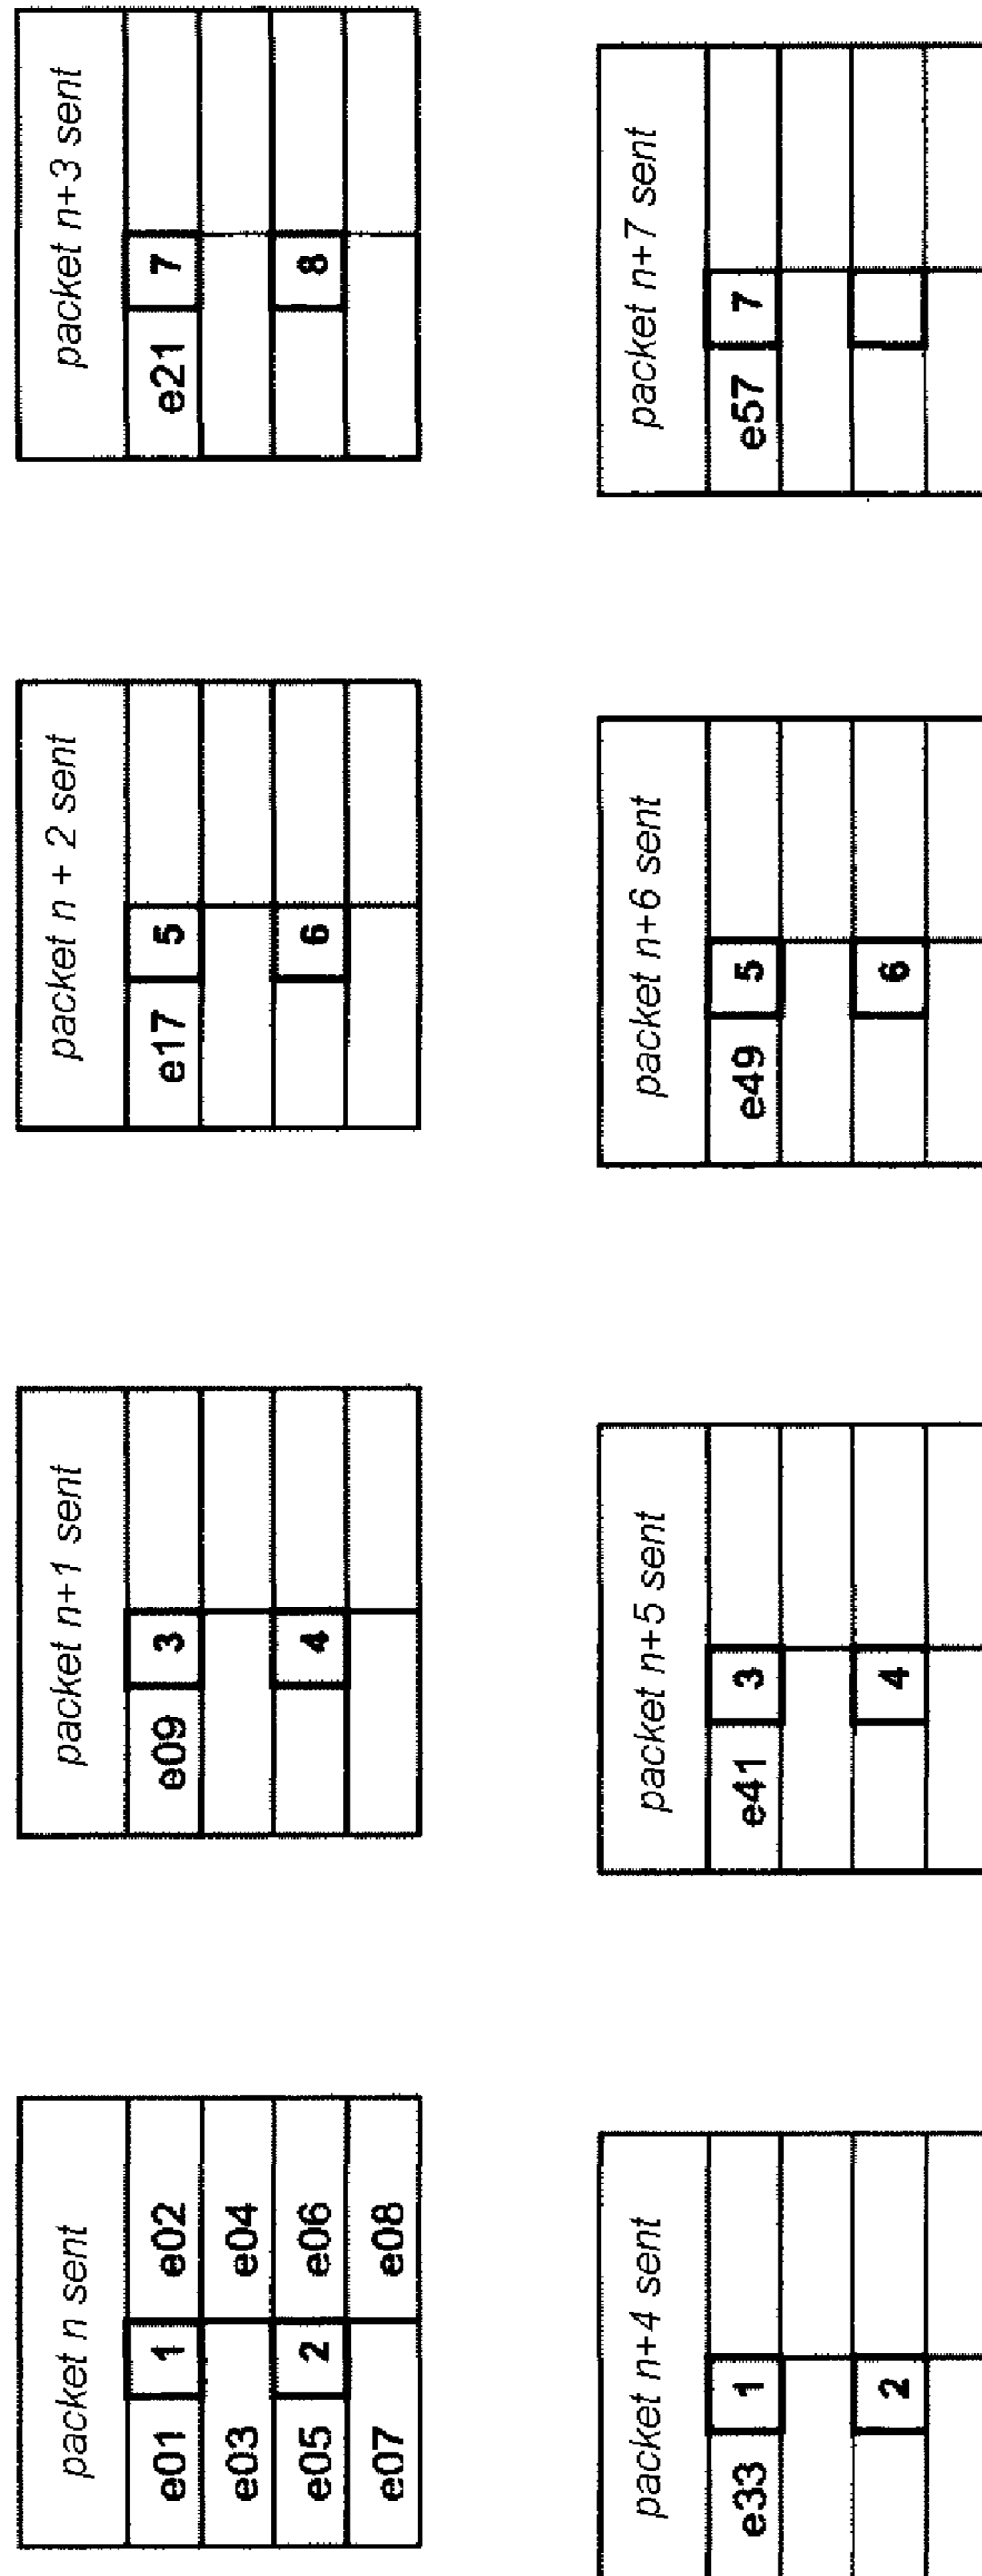 packet n sent
e01 1 e02
e03 e04
e05 2 e06
e07 e08
packet n+1 sent
e09 3
4
packet n + 2 sent
e17 5
6
packet n+3 sent
e21 7
8
packet n+4 sent
e33 1
2
packet n+5 sent
e41 3
4
packet n+6 sent
e49 5
6
packet n+7 sent
e57 7